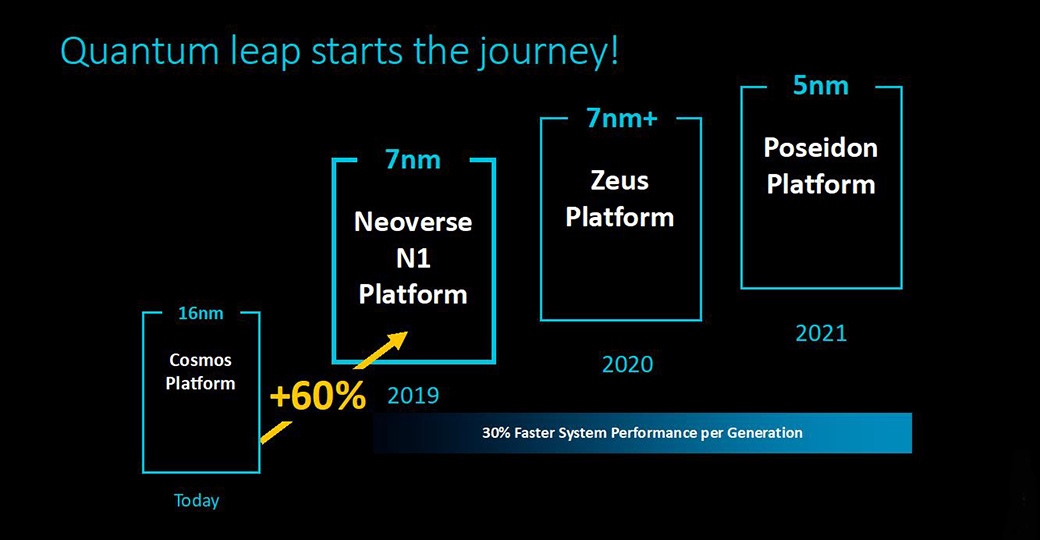 Quantum leap starts the journey!
16nm
Cosmos
Platform
Today
+60%
7nm
Neoverse
N1
Platform
2019
7nm+
Zeus
Platform
2020
5nm
Poseidon
Platform
2021
30% Faster System Performance per Generation